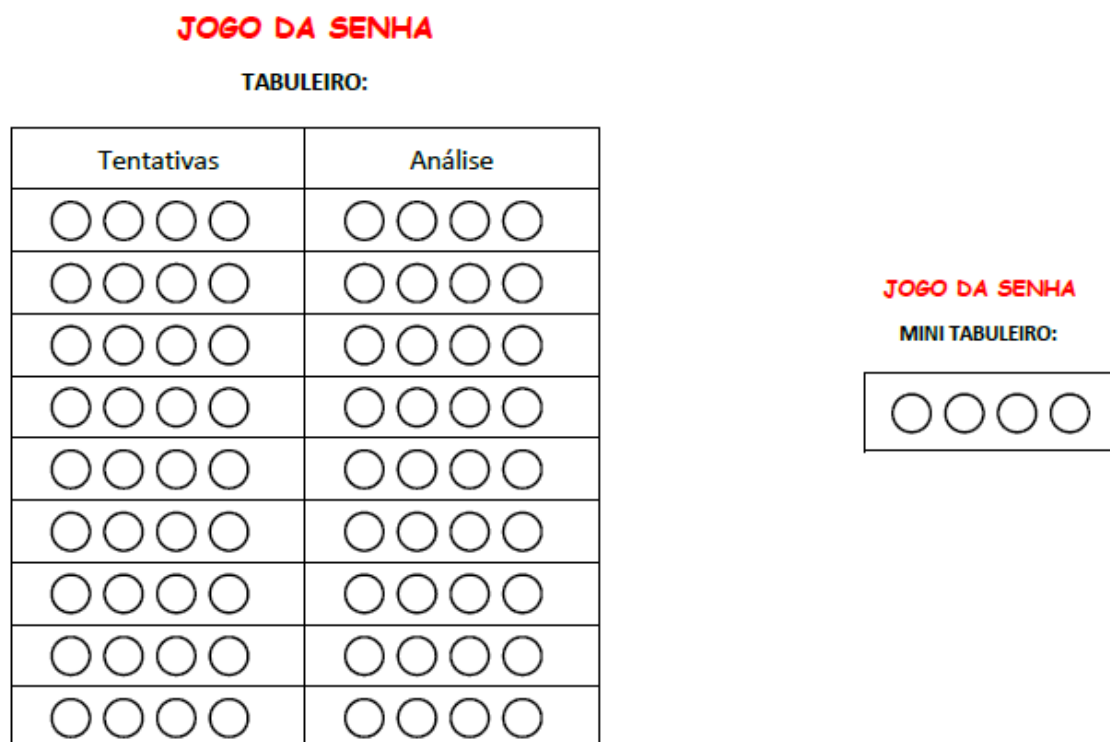 JOGO DA SENHA
TABULEIRO:
Tentativas
Análise
JOGO DA SENHA
MINI TABULEIRO: